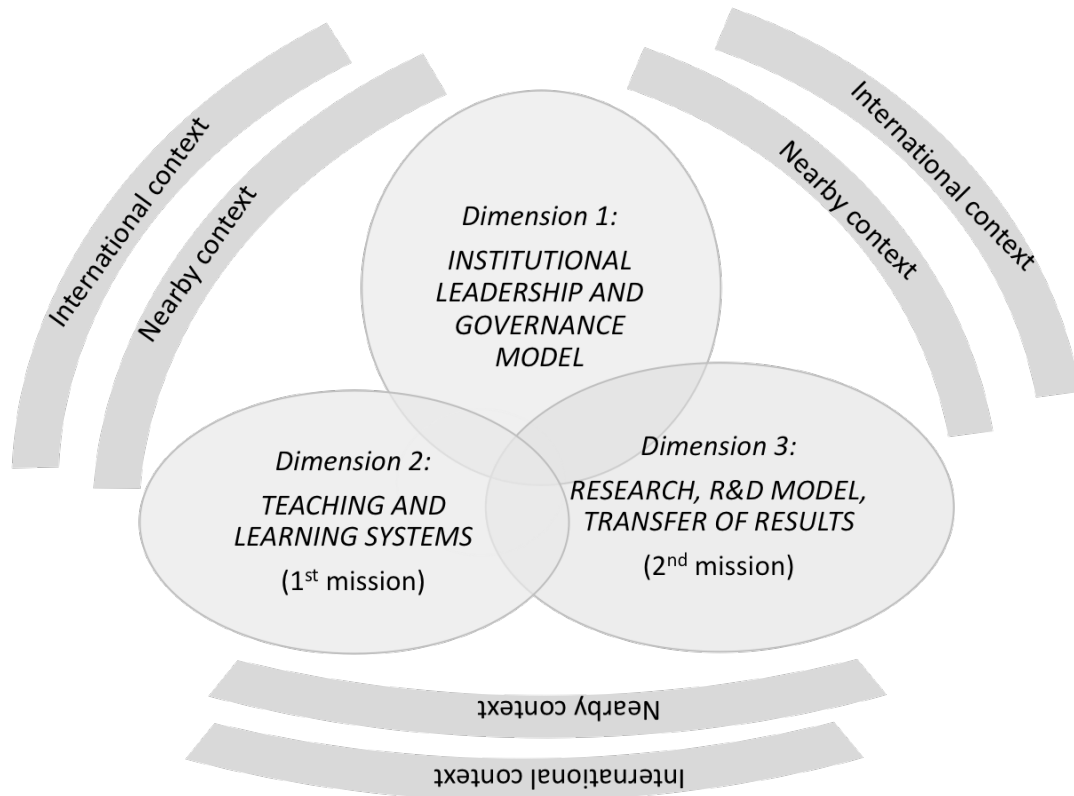 International context
Nearby context
Nearby context
International context
Dimension 1:
INSTITUTIONAL
LEADERSHIP AND
GOVERNANCE
MODEL
Dimension 2:
TEACHING AND
LEARNING SYSTEMS
(1st mission)
Dimension 3:
RESEARCH, R&D MODEL,
TRANSFER OF RESULTS
(2nd mission)
Nearby context
International context